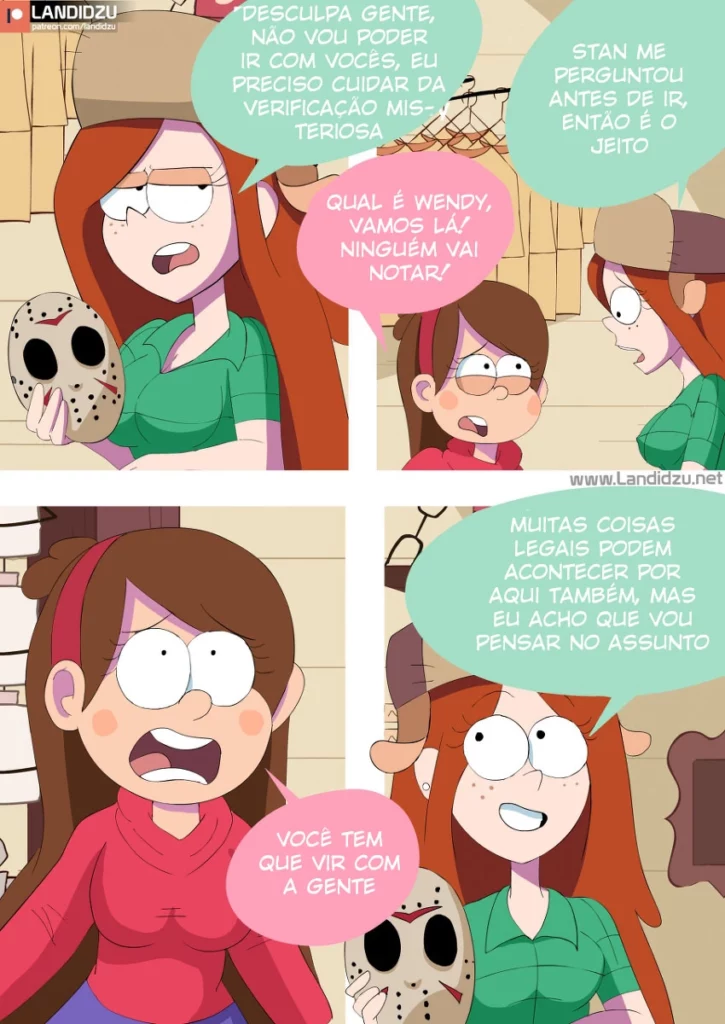 LANDIDZU
patreon.com/landidzu
DESCULPA GENTE,
NÃO VOU PODER
IR COM VOCÊS, EU
PRECISO CUIDAR DA
VERIFICAÇÃO MIS-
TERIOSA
STAN ME
PERGUNTOU
ANTES DE IR,
ENTÃO É O
JEITO
QUAL É WENDY,
VAMOS LÁ!
NINGUÉM VAI
NOTAR!
www.Landidzu.net
VOCÊ TEM
QUE VIR COM
A GENTE
MUITAS COISAS
LEGAIS PODEM
ACONTECER POR
AQUI TAMBÉM, MAS
EU ACHO QUE VOU
PENSAR NO ASSUNTO